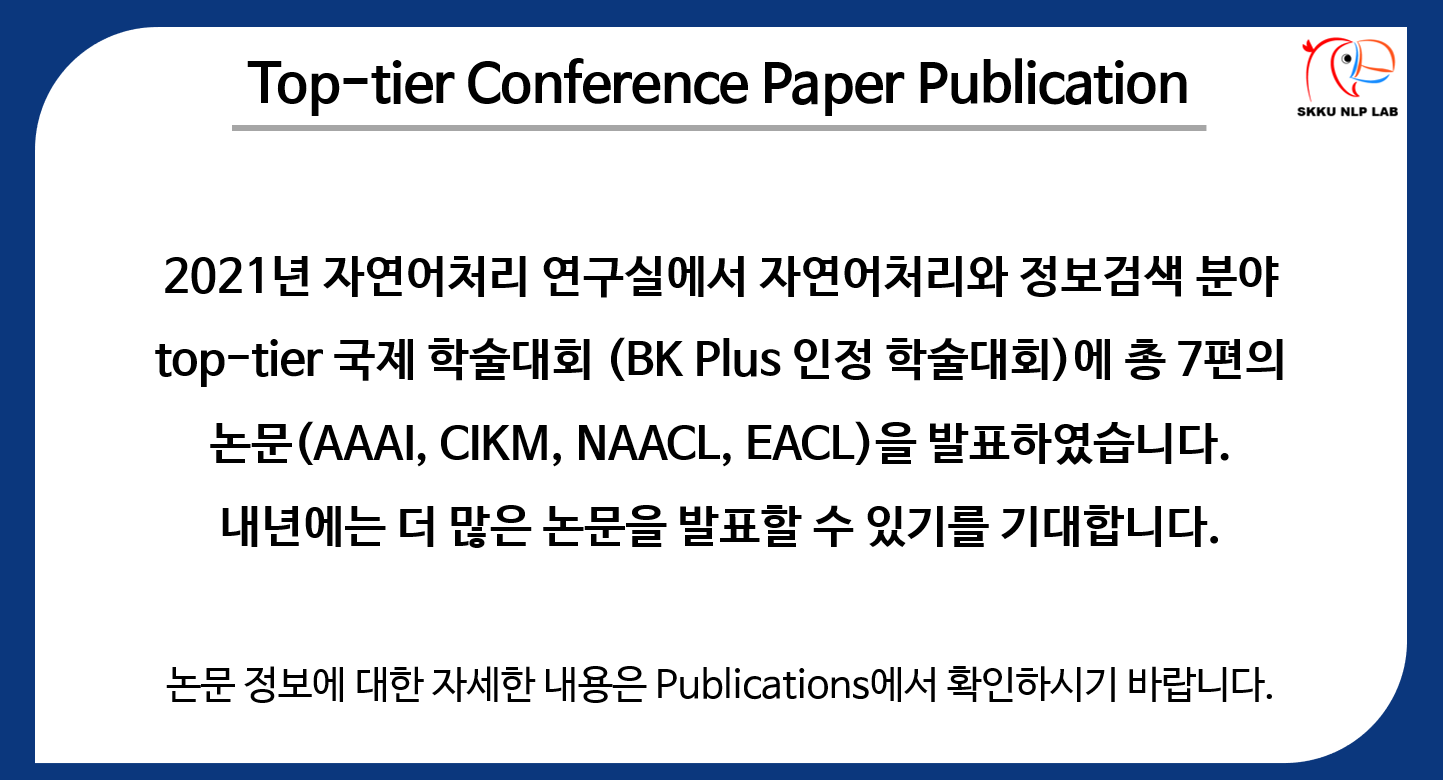 Top-tier Conference Paper Publication
SKKU NLP LAB
2021년 자연어처리 연구실에서 자연어처리와 정보검색 분야
top-tier 국제 학술대회 (BK Plus 인정 학술대회)에 총 7편의
논문(AAAI, CIKM, NAACL, EACL)을 발표하였습니다.
내년에는 더 많은 논문을 발표할 수 있기를 기대합니다.
논문 정보에 대한 자세한 내용은 Publications에서 확인하시기 바랍니다.